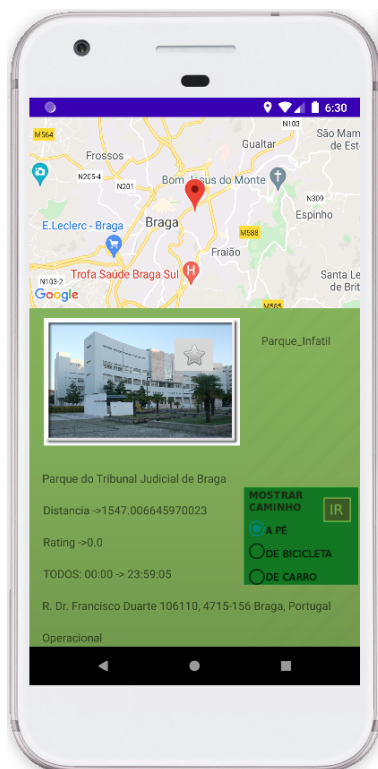 6:30
M564
N103
São Mam
de Este
Gualtar
Frossos
N205-4
N201
Bom Jesus do Monte
N309
Espinho
Braga
E.Leclerc - Braga
M588
Fraião
Trofa Saúde Braga Sul
H
N103-2
Santa Le
de Brit
Google
M585
Parque_Infatil
Parque do Tribunal Judicial de Braga
MOSTRAR
CAMINHO
IR
Distancia ->1547.006645970023
A PÉ
Rating ->0.0
DE BICICLETA
TODOS: 00:00 -> 23:59:05
DE CARRO
R. Dr. Francisco Duarte 106110, 4715-156 Braga, Portugal
Operacional